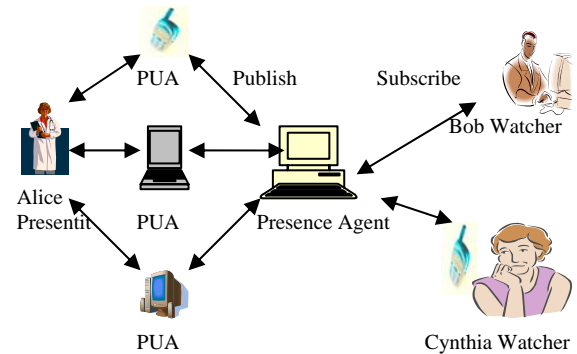 PUA
Publish
Subscribe
Bob Watcher
Alice
Presentit
PUA
Presence Agent
PUA
Cynthia Watcher